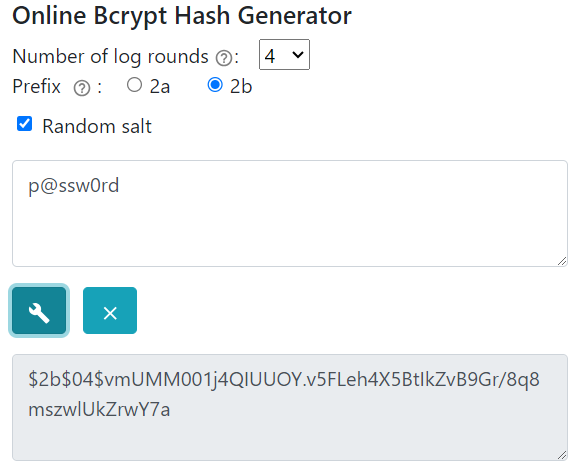 Online Bcrypt Hash Generator
Number of log rounds ? : 4
Prefix ? : 2a 2b
Random salt
p@ssw0rd
$2b$04$vmUMM001j4QIUUOY.v5FLeh4X5BtIkZvB9Gr/8q8
mszwlUkZrwY7a